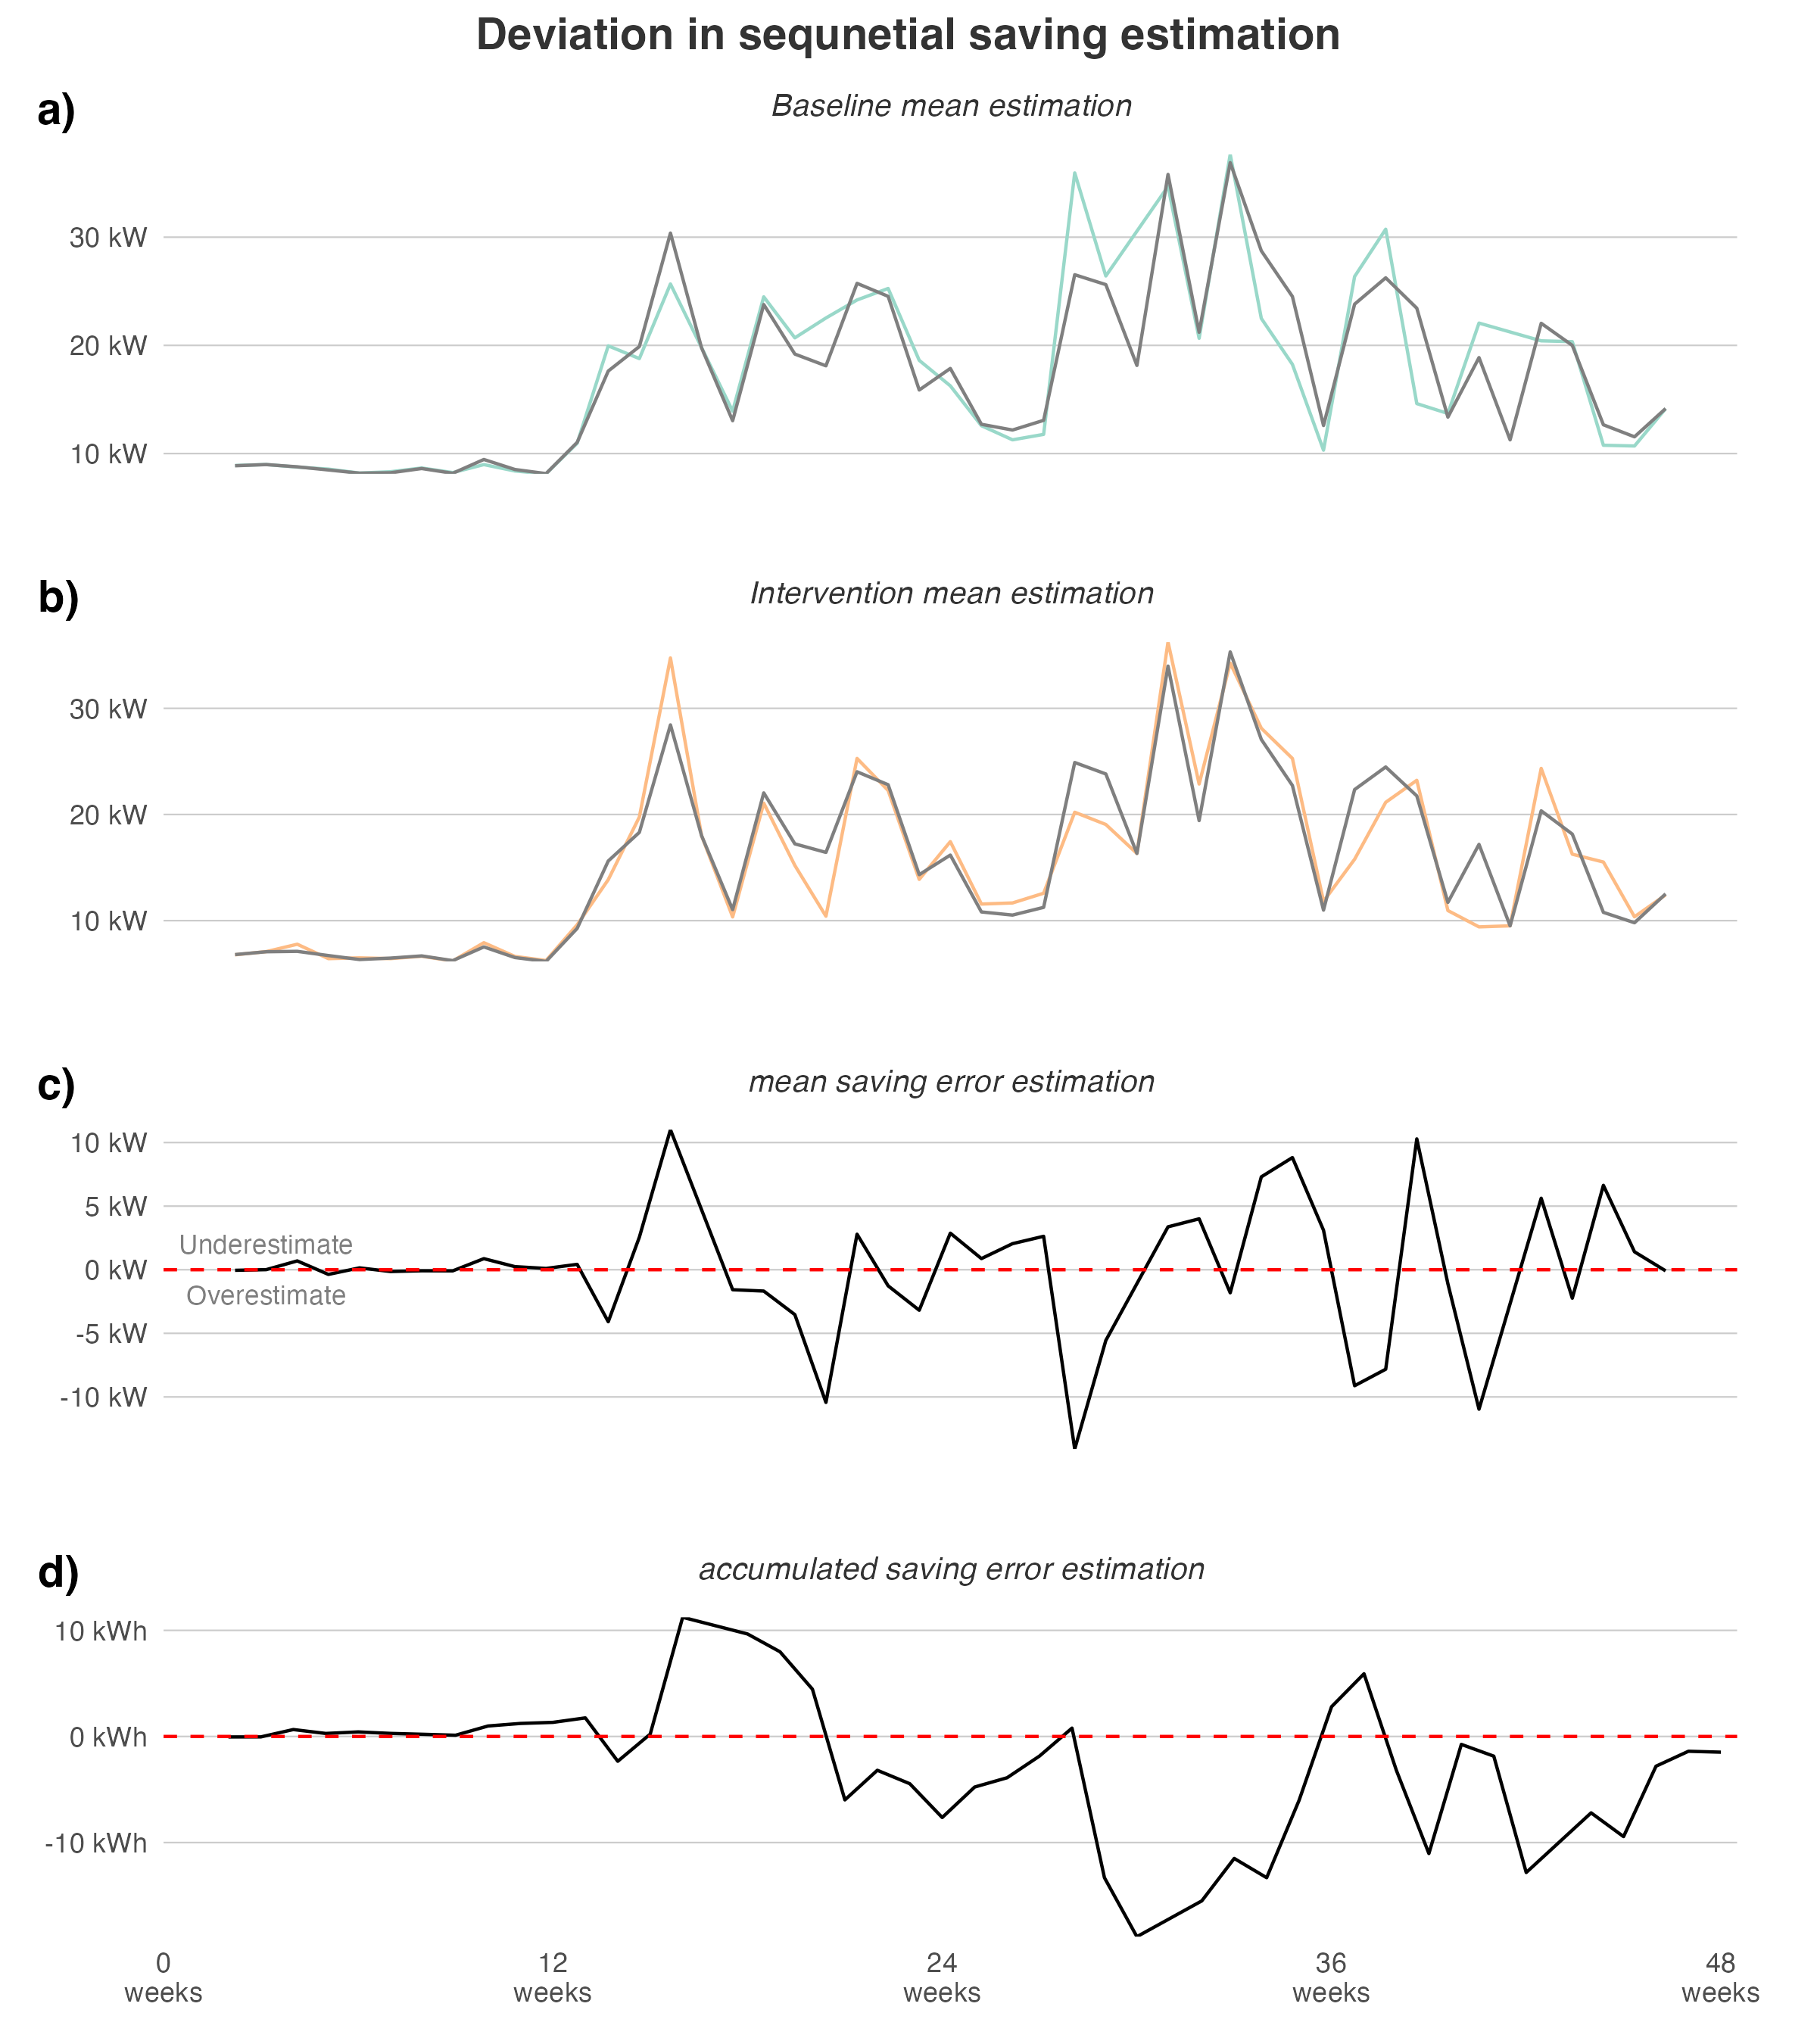 Deviation in sequnetial saving estimation
a)
Baseline mean estimation
30 kW
20 kW
10 kW
b)
Intervention mean estimation
30 kW
20 kW
10 kW
c)
mean saving error estimation
10 kW
5 kW
Underestimate
0 kW
Overestimate
-5 kW
-10 kW
d)
accumulated saving error estimation
10 kWh
0 kWh
-10 kWh
0 12 24 36 48
weeks weeks weeks weeks weeks